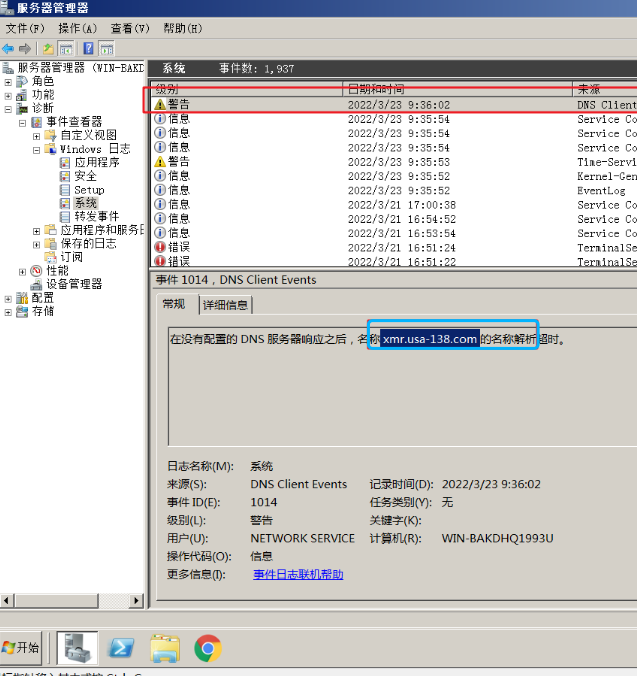 服务器管理器
文件(F) 操作(A) 查看(V) 帮助(H)
服务器管理器 (WIN-BAKD
角色
功能
诊断
事件查看器
自定义视图
Windows 日志
应用程序
安全
Setup
系统
转发事件
应用程序和服务日
保存的日志
订阅
性能
设备管理器
配置
存储
系统 事件数: 1,937
级别 日期和时间 来源
警告 2022/3/23 9:36:02 DNS Client
信息 2022/3/23 9:35:54 Service Co
信息 2022/3/23 9:35:54 Service Co
信息 2022/3/23 9:35:54 Service Co
警告 2022/3/23 9:35:53 Time-Servi
信息 2022/3/23 9:35:52 Kernel-Gen
信息 2022/3/23 9:35:52 EventLog
信息 2022/3/21 17:00:38 Service Co
信息 2022/3/21 16:54:52 Service Co
信息 2022/3/21 16:53:54 Service Co
错误 2022/3/21 16:51:24 TerminalSe
错误 2022/3/21 16:51:22 TerminalSe
事件 1014，DNS Client Events
常规 详细信息
在没有配置的 DNS 服务器响应之后，名称 xmr.usa-138.com 的名称解析超时。
日志名称(M): 系统
来源(S): DNS Client Events 记录时间(D): 2022/3/23 9:36:02
事件 ID(E): 1014 任务类别(Y): 无
级别(L): 警告 关键字(K):
用户(U): NETWORK SERVICE 计算机(R): WIN-BAKDHQ1993U
操作代码(O): 信息
更多信息(I): 事件日志联机帮助
开始